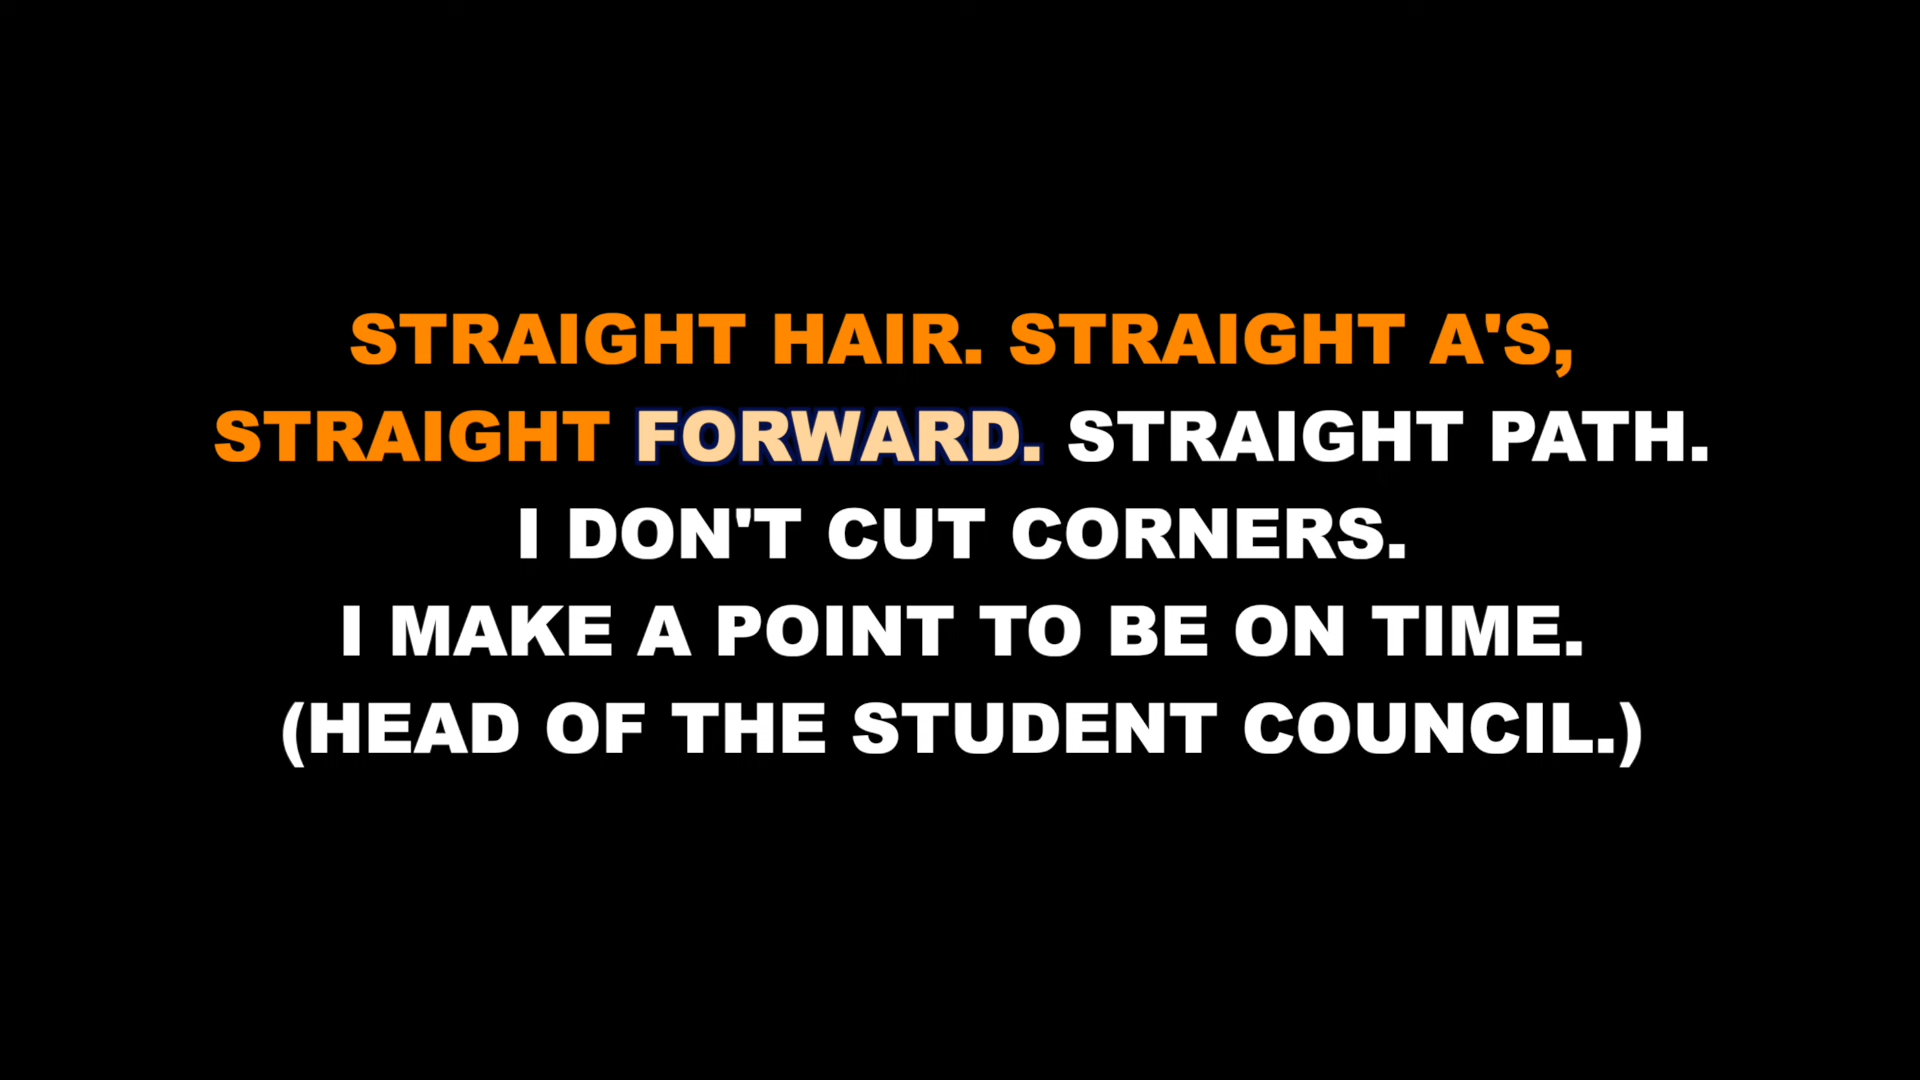 STRAIGHT HAIR. STRAIGHT A'S,
STRAIGHT FORWARD. STRAIGHT PATH.
I DON'T CUT CORNERS.
I MAKE A POINT TO BE ON TIME.
(HEAD OF THE STUDENT COUNCIL.)